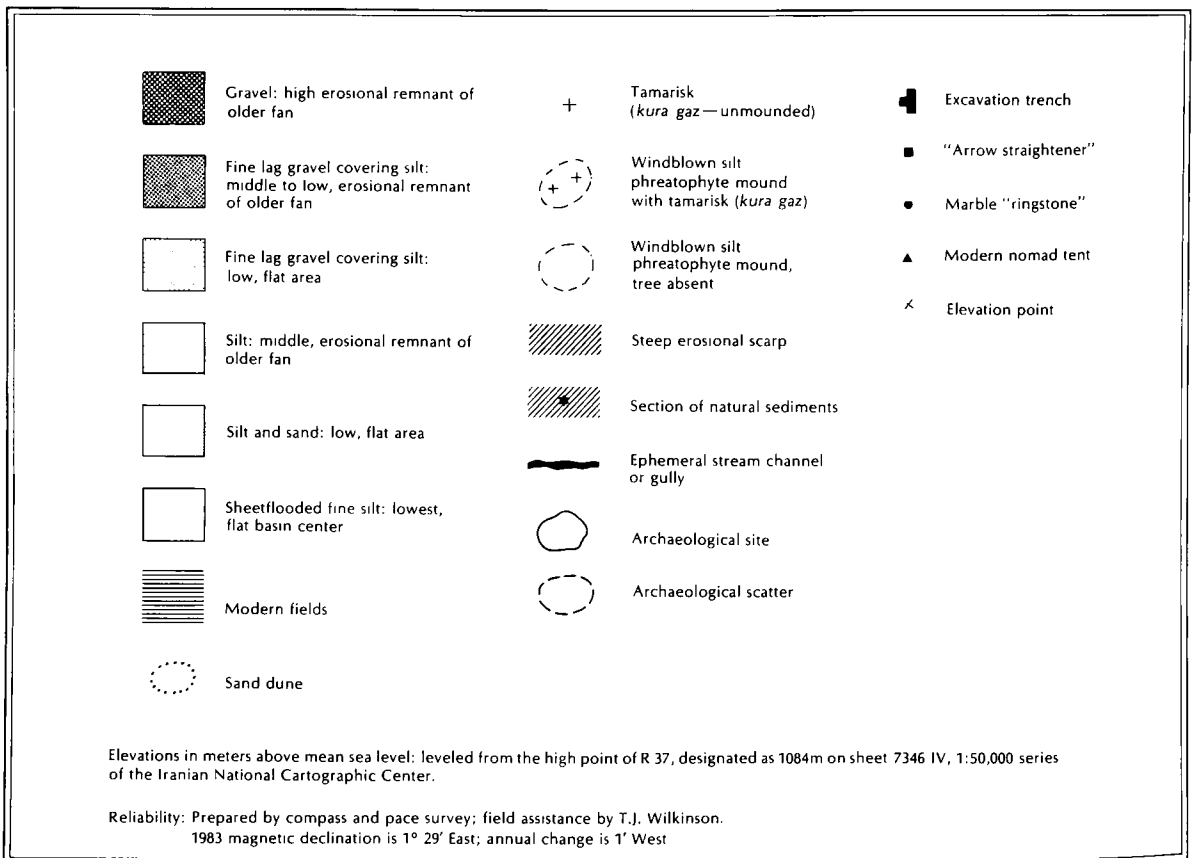 Gravel: high erosional remnant of
older fan
Fine lag gravel covering silt:
middle to low, erosional remnant
of older fan
Fine lag gravel covering silt:
low, flat area
Silt: middle, erosional remnant of
older fan
Silt and sand: low, flat area
Sheetflooded fine silt: lowest,
flat basin center
Modern fields
Sand dune
Tamarisk
(kura gaz—unmounded)
Windblown silt
phreatophyte mound
with tamarisk (kura gaz)
Windblown silt
phreatophyte mound,
tree absent
Steep erosional scarp
Section of natural sediments
Ephemeral stream channel
or gully
Archaeological site
Archaeological scatter
Excavation trench
"Arrow straightener"
Marble "ringstone"
Modern nomad tent
Elevation point
Elevations in meters above mean sea level: leveled from the high point of R 37, designated as 1084m on sheet 7346 IV, 1:50,000 series
of the Iranian National Cartographic Center.
Reliability: Prepared by compass and pace survey; field assistance by T.J. Wilkinson.
1983 magnetic declination is 1° 29′ East; annual change is 1′ West